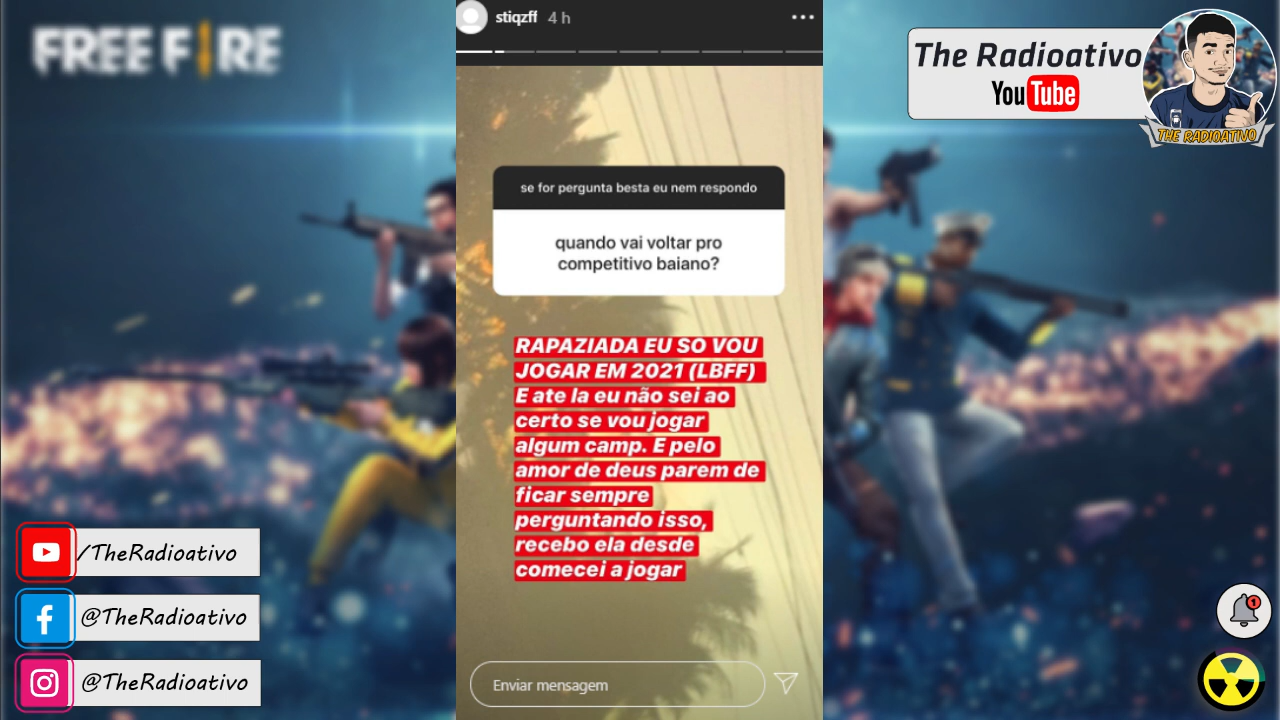 FREE FIRE
stiqzff 4 h
The Radioativo
YouTube
THE RADIOATIVO
se for pergunta besta eu nem respondo
quando vai voltar pro
competitivo baiano?
RAPAZIADA EU SO VOU
JOGAR EM 2021 (LBFF)
E ate la eu não sei ao
certo se vou jogar
algum camp. E pelo
amor de deus parem de
ficar sempre
perguntando isso,
recebo ela desde
comecei a jogar
/TheRadioativo
@TheRadioativo
@TheRadioativo
Enviar mensagem
1